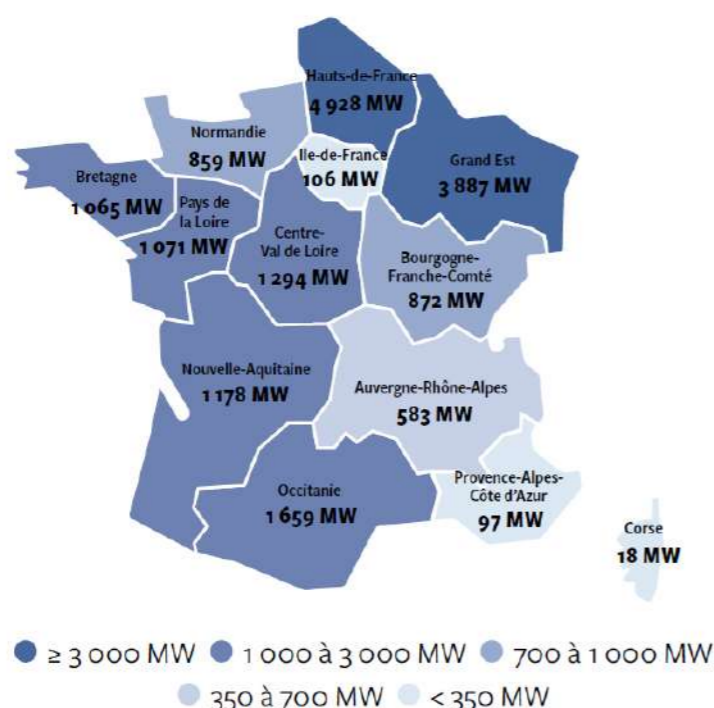 Hauts-de-France
4 928 MW
Normandie
859 MW
Ile-de-France
106 MW
Grand Est
3 887 MW
Bretagne
1 065 MW
Pays de
la Loire
1 071 MW
Centre-
Val de Loire
1 294 MW
Bourgogne-
Franche-Comté
872 MW
Nouvelle-Aquitaine
1 178 MW
Auvergne-Rhône-Alpes
583 MW
Occitanie
1 659 MW
Provence-Alpes-
Côte d'Azur
97 MW
Corse
18 MW
≥ 3 000 MW
1 000 à 3 000 MW
700 à 1 000 MW
350 à 700 MW
< 350 MW